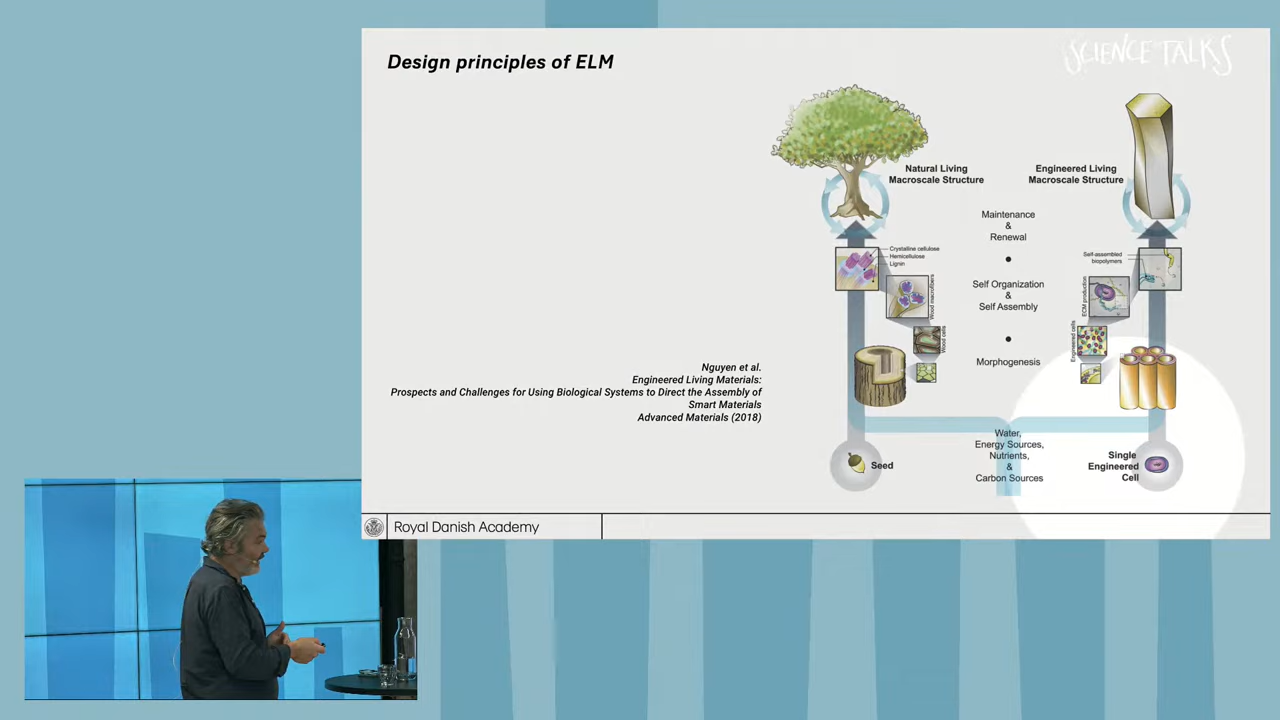 Design principles of ELM
SCIENCE TALKS
Natural Living
Macroscale Structure
Engineered Living
Macroscale Structure
Maintenance
&
Renewal
Crystalline cellulose
Hemicellulose
Lignin
Wood macrofibers
Wood cells
Self-assembled
biopolymers
ECM production
Engineered cells
Self Organization
&
Self Assembly
Morphogenesis
Nguyen et al.
Engineered Living Materials:
Prospects and Challenges for Using Biological Systems to Direct the Assembly of
Smart Materials
Advanced Materials (2018)
Water,
Energy Sources,
Nutrients,
&
Carbon Sources
Seed
Single
Engineered
Cell
Royal Danish Academy